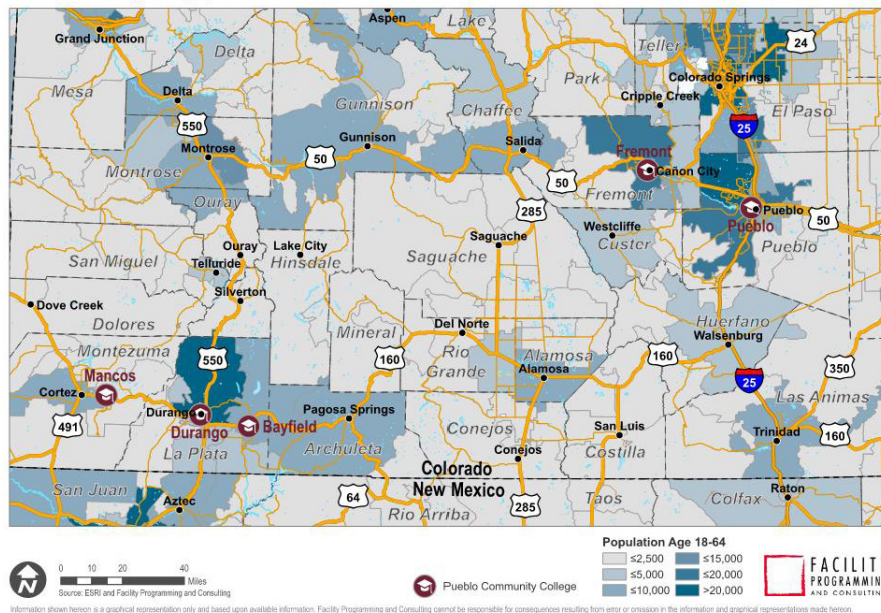 Aspen
Lake
Grand Junction
Delta
Teller
24
Colorado Springs
Mesa
Park
Cripple Creek
El Paso
Delta
Gunnison
Chaffee
550
25
Montrose
Gunnison
Salida
Fremont
50
Cañon City
Montrose
50
Fremont
Pueblo
Ouray
285
Pueblo
50
Westcliffe
Custer
Pueblo
Ouray
Lake City
Saguache
San Miguel
Telluride
Hinsdale
Saguache
Silverton
Dove Creek
Dolores
Mineral
Del Norte
Huerfano
Walsenburg
Montezuma
550
160
Rio Grande
Alamosa
160
Mancos
Alamosa
25
350
Cortez
Las Animas
Durango
Pagosa Springs
491
Durango
Bayfield
San Luis
Trinidad
160
La Plata
Archuleta
Conejos
Costilla
Conejos
Colorado
San Juan
New Mexico
Aztec
64
Taos
Colfax
Raton
Rio Arriba
285
Population Age 18-64
≤2,500
≤15,000
≤5,000
≤20,000
≤10,000
>20,000
N
0 10 20 40
Miles
Source: ESRI and Facility Programming and Consulting
Pueblo Community College
FACILIT
PROGRAMMIN
AND CONSULTIN
Information shown hereon is a graphical representation only and based upon available information. Facility Programming and Consulting cannot be responsible for consequences resulting from error or omission in the information and graphical representations made hereon.